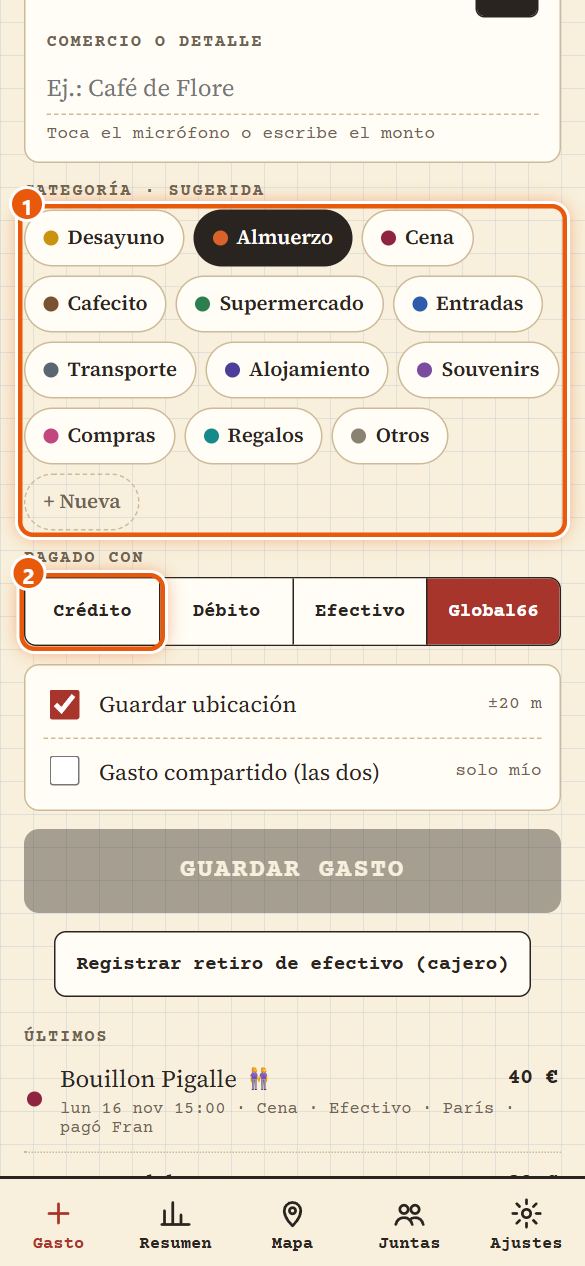 COMERCIO O DETALLE
Ej.: Café de Flore
Toca el micrófono o escribe el monto
CATEGORÍA · SUGERIDA
1
Desayuno Almuerzo Cena
Cafecito Supermercado Entradas
Transporte Alojamiento Souvenirs
Compras Regalos Otros
+ Nueva
PAGADO CON
2
Crédito Débito Efectivo Global66
Guardar ubicación ±20 m
Gasto compartido (las dos) solo mío
GUARDAR GASTO
Registrar retiro de efectivo (cajero)
ÚLTIMOS
Bouillon Pigalle 👭 40 €
lun 16 nov 15:00 · Cena · Efectivo · París ·
pagó Fran
Gasto Resumen Mapa Juntas Ajustes